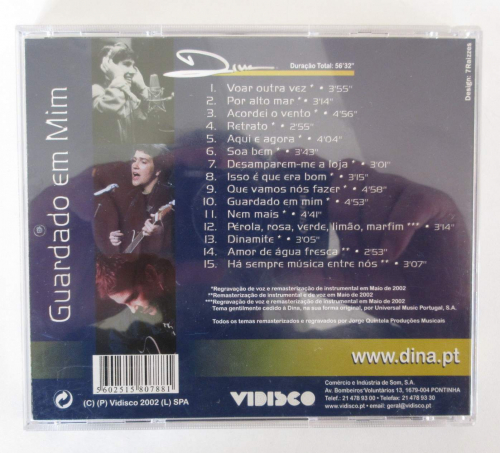 Guardado em Mim
Dina
Duração Total: 56'32"
Design: 7Raizzes
1. Voar outra vez * • 3'55"
2. Por alto mar * • 3'14"
3. Acordei o vento * • 4'56"
4. Retrato * • 2'55"
5. Aqui e agora * • 4'04"
6. Soa bem * • 3'43"
7. Desamparem-me a loja * • 3'01"
8. Isso é que era bom * • 3'15"
9. Que vamos nós fazer * • 4'58"
10. Guardado em mim * • 4'53"
11. Nem mais * • 4'41"
12. Pérola, rosa, verde, limão, marfim *** • 3'14"
13. Dinamite * • 3'05"
14. Amor de água fresca ** • 2'53"
15. Há sempre música entre nós ** • 3'07"
*Regravação de voz e remasterização de instrumental em Maio de 2002
**Remasterização de instrumental e de voz em Maio de 2002
***Regravação de voz e remasterização de instrumental em Maio de 2002
Tema gentilmente cedido à Dina, na sua forma original, por Universal Music Portugal, S.A.
Todos os temas remasterizados e regravados por Jorge Quintela Produções Musicais
www.dina.pt
9 602515 807881
(C) (P) Vidisco 2002 (L) SPA
VIDISCO
Comércio e Indústria de Som, S.A.
Av. Bombeiros Voluntários 13, 1679-004 PONTINHA
Telef.: 21 478 93 00 • Telefax: 21 478 93 30
www.vidisco.pt • email: geral@vidisco.pt